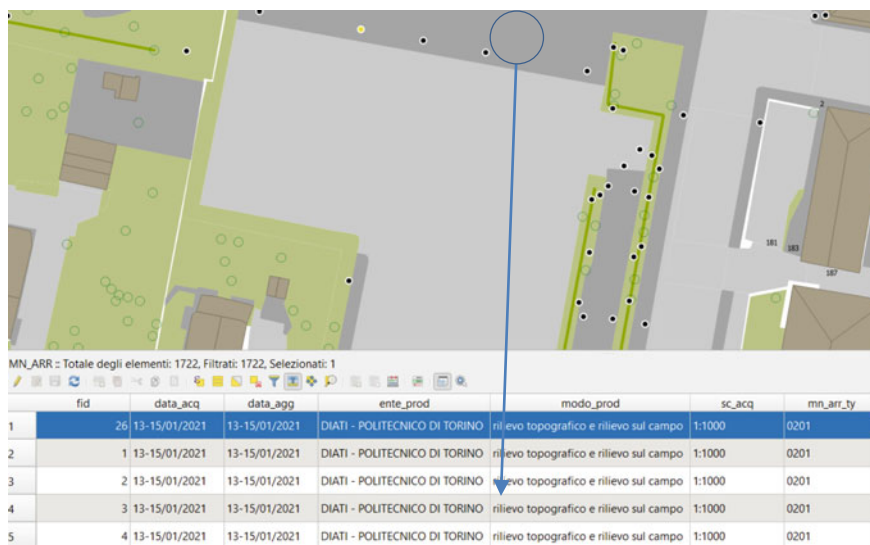 2
181
183
187
MN_ARR :: Totale degli elementi: 1722, Filtrati: 1722, Selezionati: 1
fid data_acq data_agg ente_prod modo_prod sc_acq mn_arr_ty
1 26 13-15/01/2021 13-15/01/2021 DIATI - POLITECNICO DI TORINO rilievo topografico e rilievo sul campo 1:1000 0201
2 1 13-15/01/2021 13-15/01/2021 DIATI - POLITECNICO DI TORINO rilievo topografico e rilievo sul campo 1:1000 0201
3 2 13-15/01/2021 13-15/01/2021 DIATI - POLITECNICO DI TORINO rilievo topografico e rilievo sul campo 1:1000 0201
4 3 13-15/01/2021 13-15/01/2021 DIATI - POLITECNICO DI TORINO rilievo topografico e rilievo sul campo 1:1000 0201
5 4 13-15/01/2021 13-15/01/2021 DIATI - POLITECNICO DI TORINO rilievo topografico e rilievo sul campo 1:1000 0201